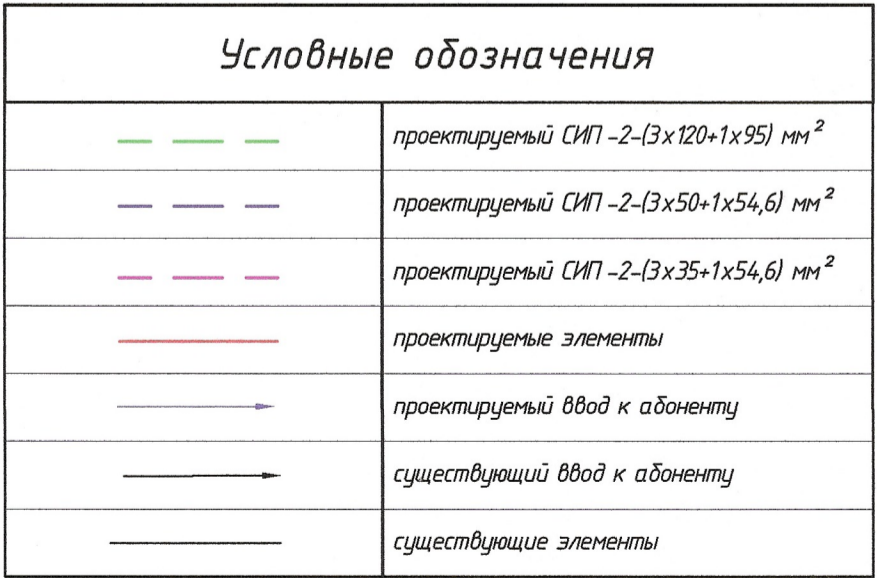 Условные обозначения
проектируемый СИП -2-(3х120+1х95) мм²
проектируемый СИП -2-(3х50+1х54,6) мм²
проектируемый СИП -2-(3х35+1х54,6) мм²
проектируемые элементы
проектируемый ввод к абоненту
существующий ввод к абоненту
существующие элементы